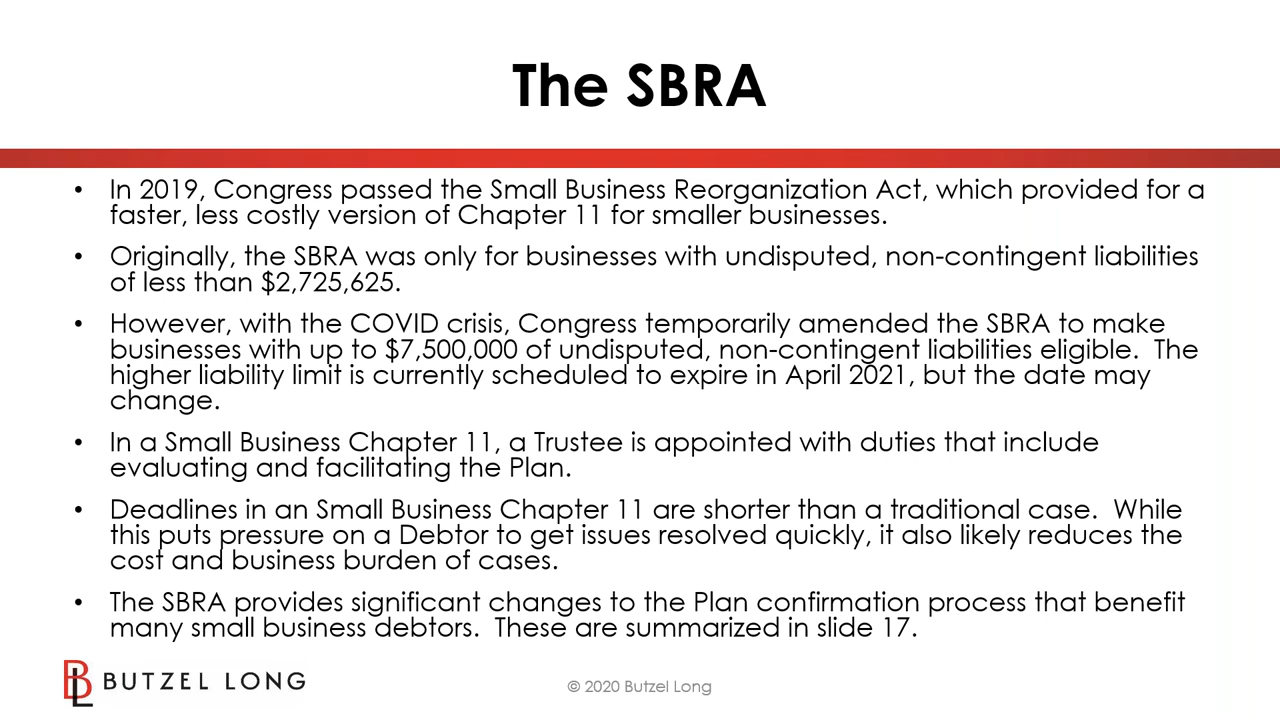 The SBRA
• In 2019, Congress passed the Small Business Reorganization Act, which provided for a
faster, less costly version of Chapter 11 for smaller businesses.
• Originally, the SBRA was only for businesses with undisputed, non-contingent liabilities
of less than $2,725,625.
• However, with the COVID crisis, Congress temporarily amended the SBRA to make
businesses with up to $7,500,000 of undisputed, non-contingent liabilities eligible.  The
higher liability limit is currently scheduled to expire in April 2021, but the date may
change.
• In a Small Business Chapter 11, a Trustee is appointed with duties that include
evaluating and facilitating the Plan.
• Deadlines in an Small Business Chapter 11 are shorter than a traditional case.  While
this puts pressure on a Debtor to get issues resolved quickly, it also likely reduces the
cost and business burden of cases.
• The SBRA provides significant changes to the Plan confirmation process that benefit
many small business debtors.  These are summarized in slide 17.
BL BUTZEL LONG
© 2020 Butzel Long